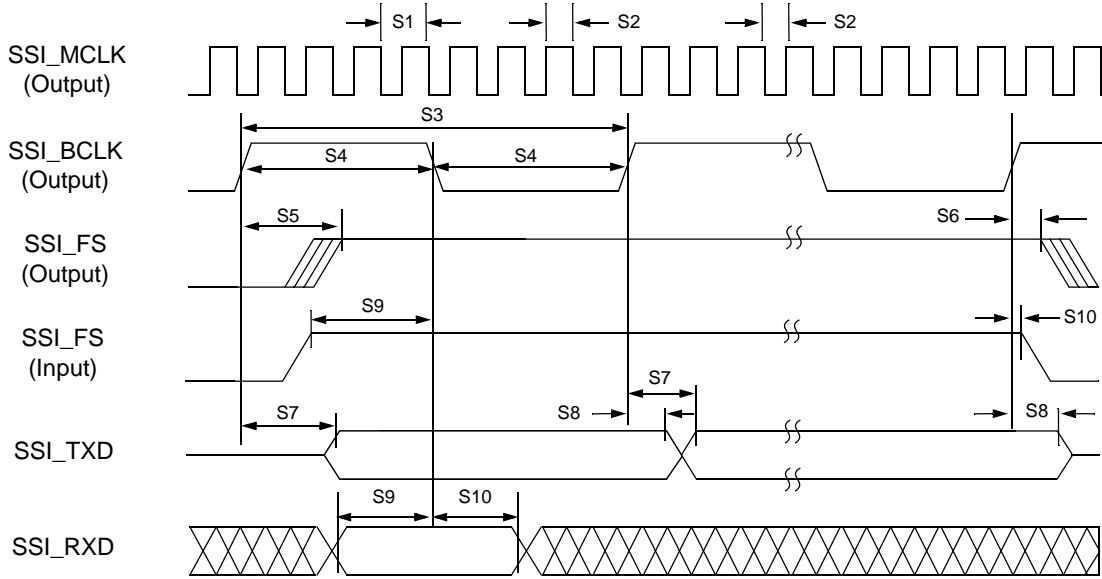 S1
S2
S2
SSI_MCLK
(Output)
S3
SSI_BCLK
(Output)
S4
S4
S5
S6
SSI_FS
(Output)
S9
S10
SSI_FS
(Input)
S7
S7
S8
S8
SSI_TXD
S9
S10
SSI_RXD